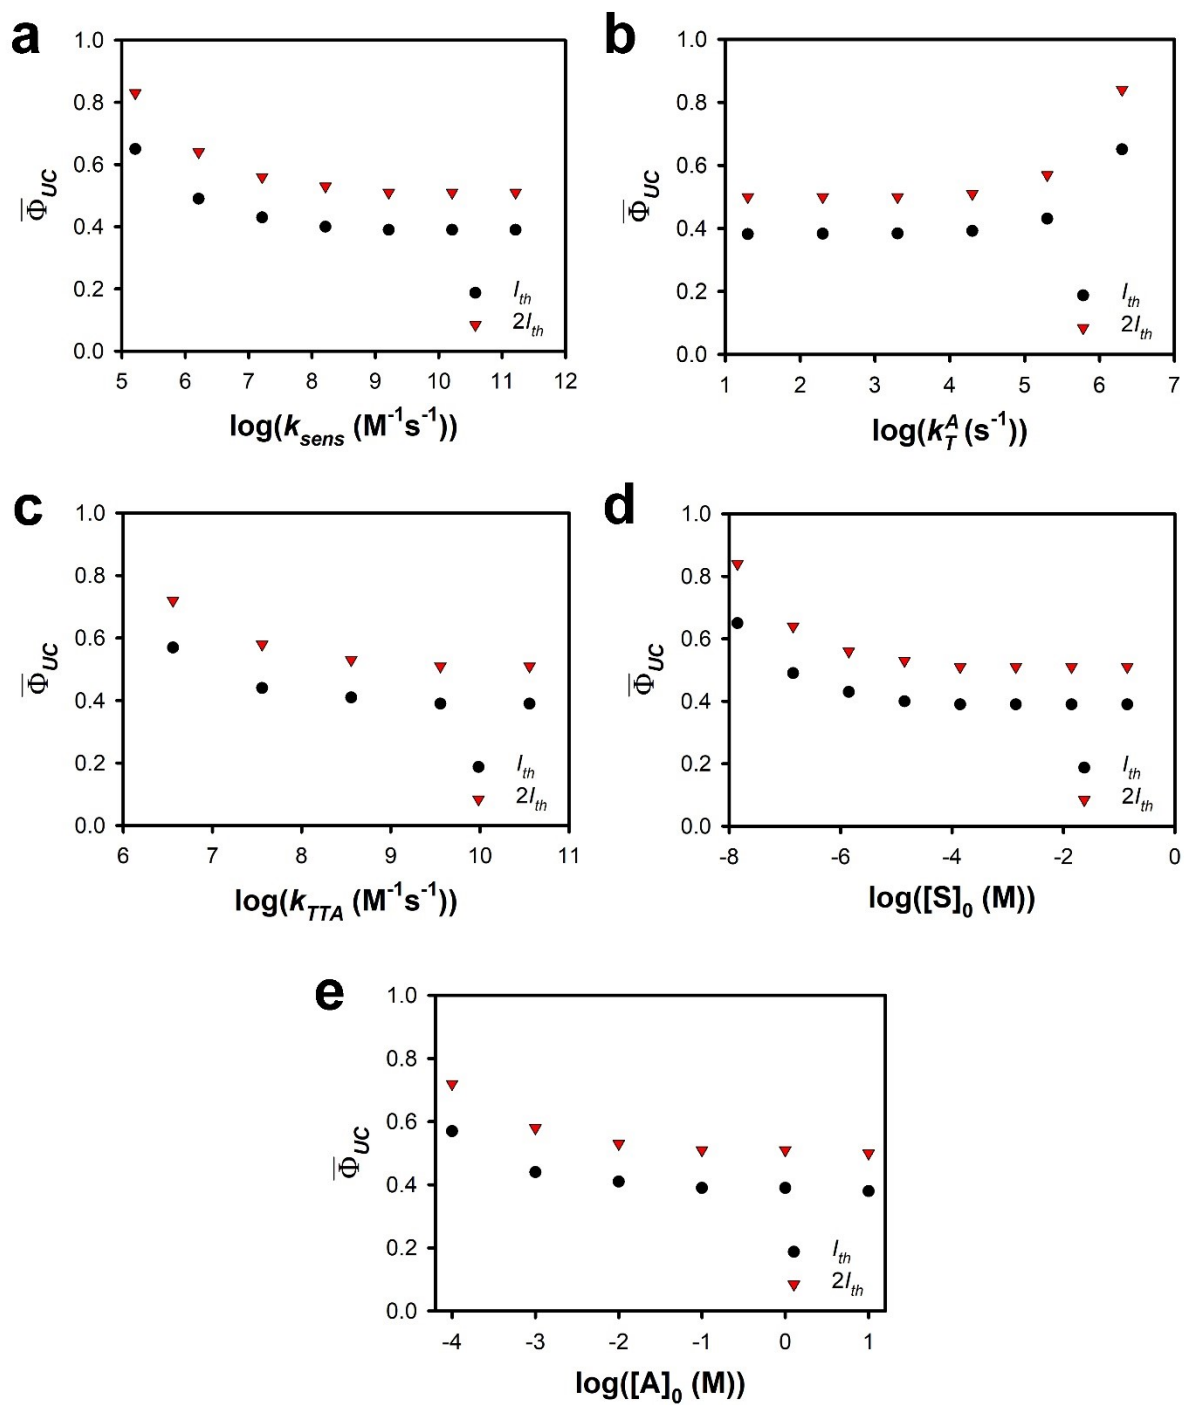 a
1.0
0.8
0.6
0.4
0.2
0.0
Φ̅UC
Ith
2Ith
5 6 7 8 9 10 11 12
log(ksens (M⁻¹s⁻¹))
b
1.0
0.8
0.6
0.4
0.2
0.0
Φ̅UC
Ith
2Ith
1 2 3 4 5 6 7
log(kTᴬ (s⁻¹))
c
1.0
0.8
0.6
0.4
0.2
0.0
Φ̅UC
Ith
2Ith
6 7 8 9 10 11
log(kTTA (M⁻¹s⁻¹))
d
1.0
0.8
0.6
0.4
0.2
0.0
Φ̅UC
Ith
2Ith
-8 -6 -4 -2 0
log([S]₀ (M))
e
1.0
0.8
0.6
0.4
0.2
0.0
Φ̅UC
Ith
2Ith
-4 -3 -2 -1 0 1
log([A]₀ (M))